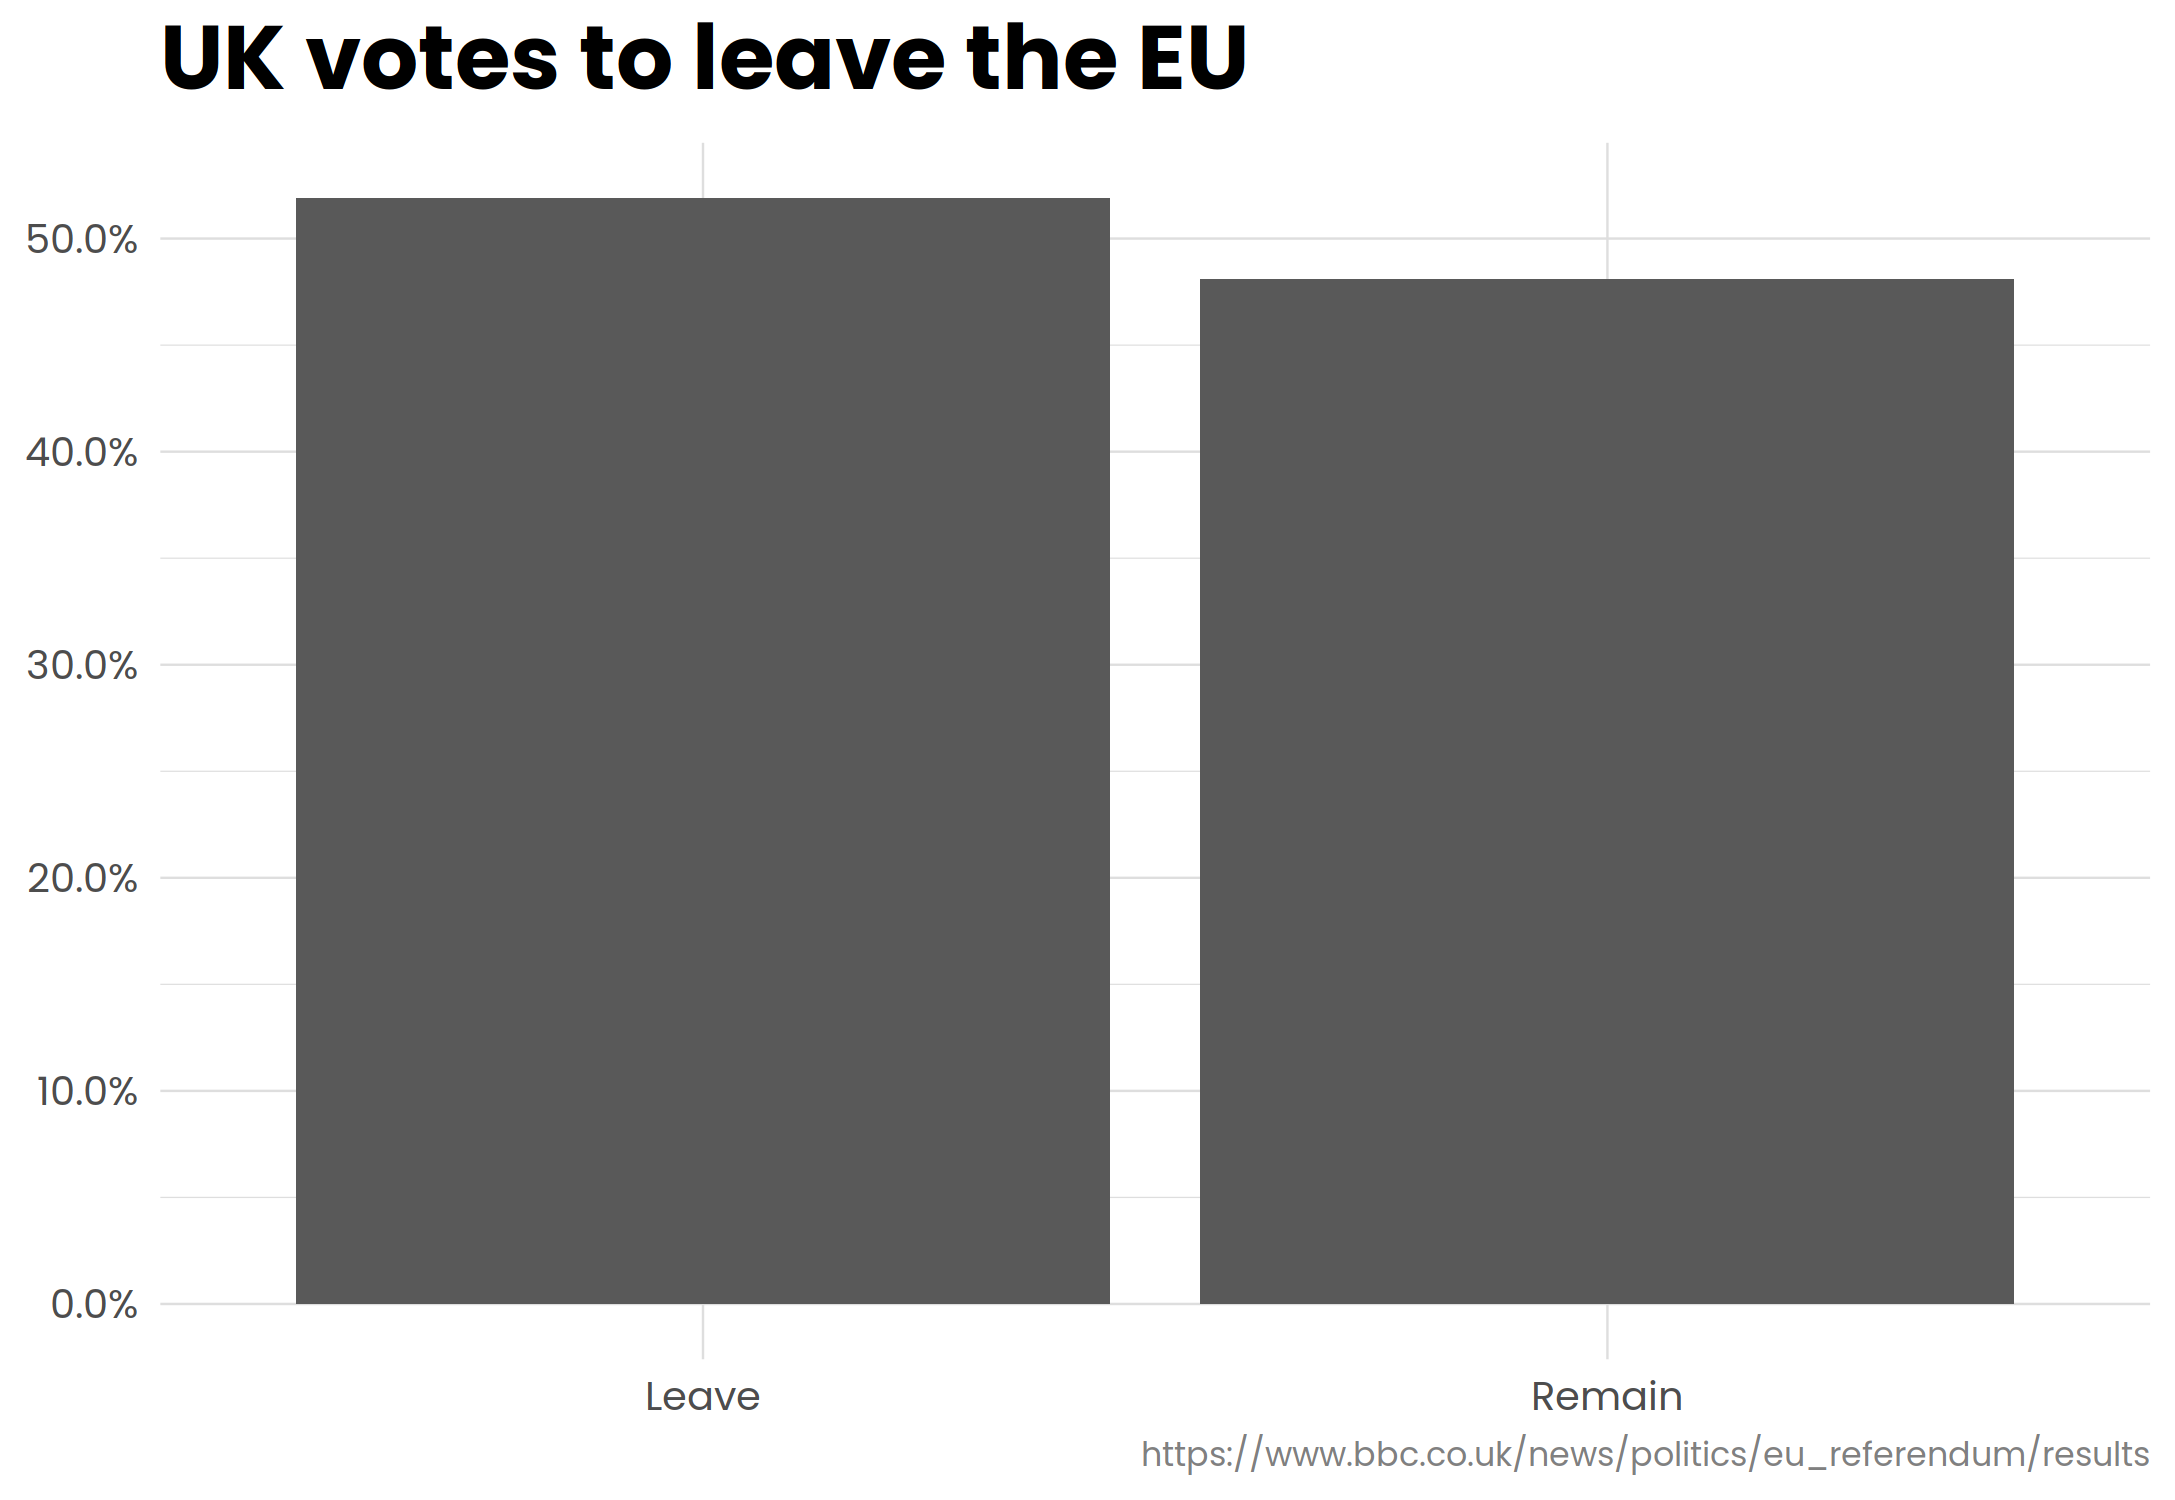 UK votes to leave the EU
50.0%
40.0%
30.0%
20.0%
10.0%
0.0%
Leave Remain
https://www.bbc.co.uk/news/politics/eu_referendum/results